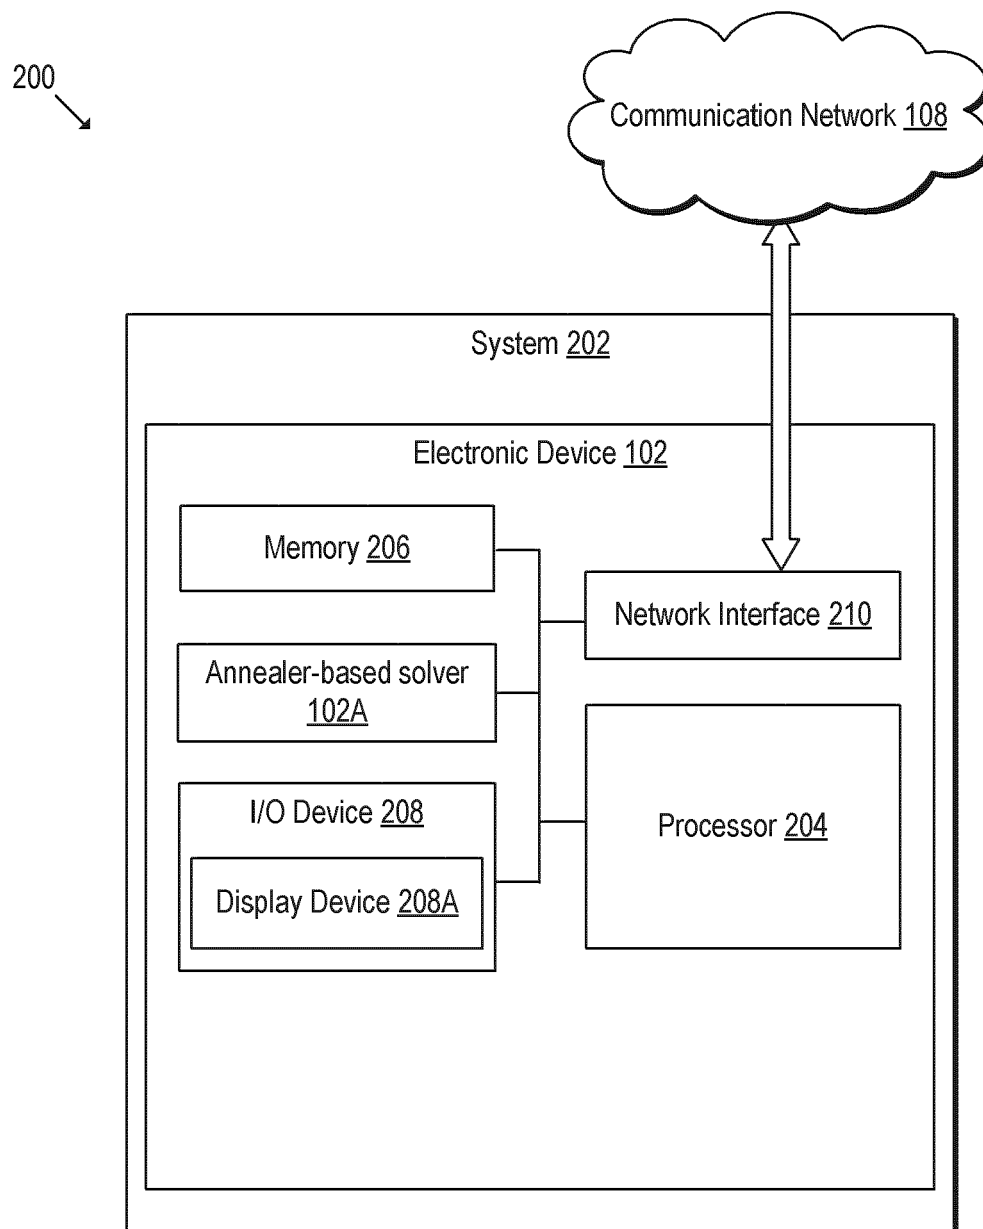 200
Communication Network 108
System 202
Electronic Device 102
Memory 206
Network Interface 210
Annealer-based solver
102A
I/O Device 208
Processor 204
Display Device 208A